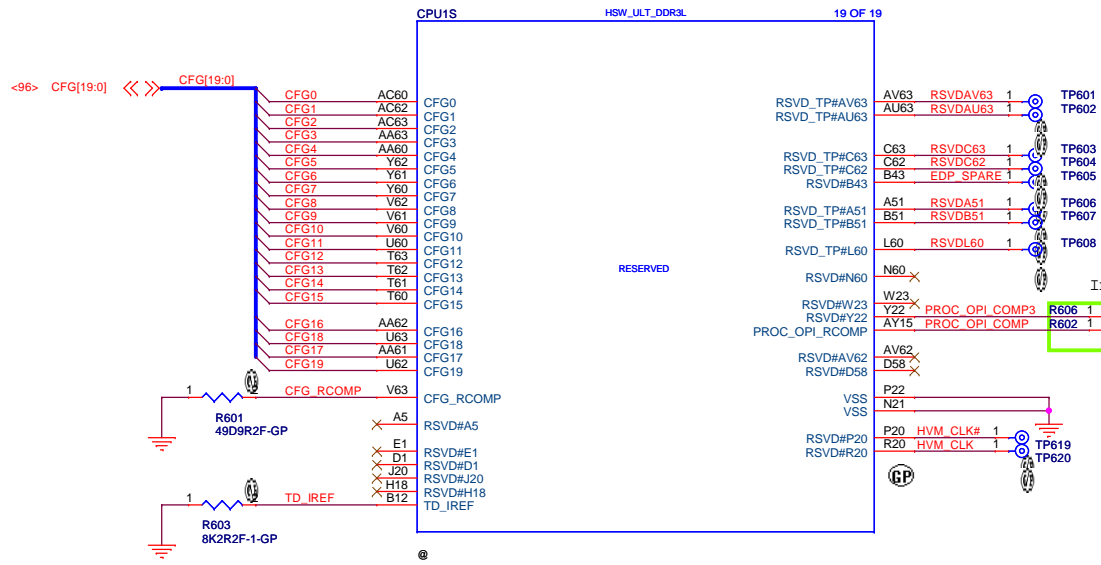 CPU1S HSW_ULT_DDR3L 19 OF 19
<96> CFG[19:0] CFG[19:0]
CFG0 AC60 CFG0
CFG1 AC62 CFG1
CFG2 AC63 CFG2
CFG3 AA63 CFG3
CFG4 AA60 CFG4
CFG5 Y62 CFG5
CFG6 Y61 CFG6
CFG7 Y60 CFG7
CFG8 V62 CFG8
CFG9 V61 CFG9
CFG10 V60 CFG10
CFG11 U60 CFG11
CFG12 T63 CFG12
CFG13 T62 CFG13
CFG14 T61 CFG14
CFG15 T60 CFG15
CFG16 AA62 CFG16
CFG18 U63 CFG18
CFG17 AA61 CFG17
CFG19 U62 CFG19
1 2 CFG_RCOMP V63 CFG_RCOMP
R601
49D9R2F-GP
A5 RSVD#A5
E1 RSVD#E1
D1 RSVD#D1
J20 RSVD#J20
H18 RSVD#H18
1 2 TD_IREF B12 TD_IREF
R603
8K2R2F-1-GP
RESERVED
RSVD_TP#AV63 AV63 RSVDAV63 1 TP601
RSVD_TP#AU63 AU63 RSVDAU63 1 TP602
RSVD_TP#C63 C63 RSVDC63 1 TP603
RSVD_TP#C62 C62 RSVDC62 1 TP604
RSVD#B43 B43 EDP_SPARE 1 TP605
RSVD_TP#A51 A51 RSVDA51 1 TP606
RSVD_TP#B51 B51 RSVDB51 1 TP607
RSVD_TP#L60 L60 RSVDL60 1 TP608
RSVD#N60 N60
RSVD#W23 W23
RSVD#Y22 Y22 PROC_OPI_COMP3 R606 1
PROC_OPI_RCOMP AY15 PROC_OPI_COMP R602 1
RSVD#AV62 AV62
RSVD#D58 D58
VSS P22
VSS N21
RSVD#P20 P20 HVM_CLK# 1 TP619
RSVD#R20 R20 HVM_CLK 1 TP620
GP
@